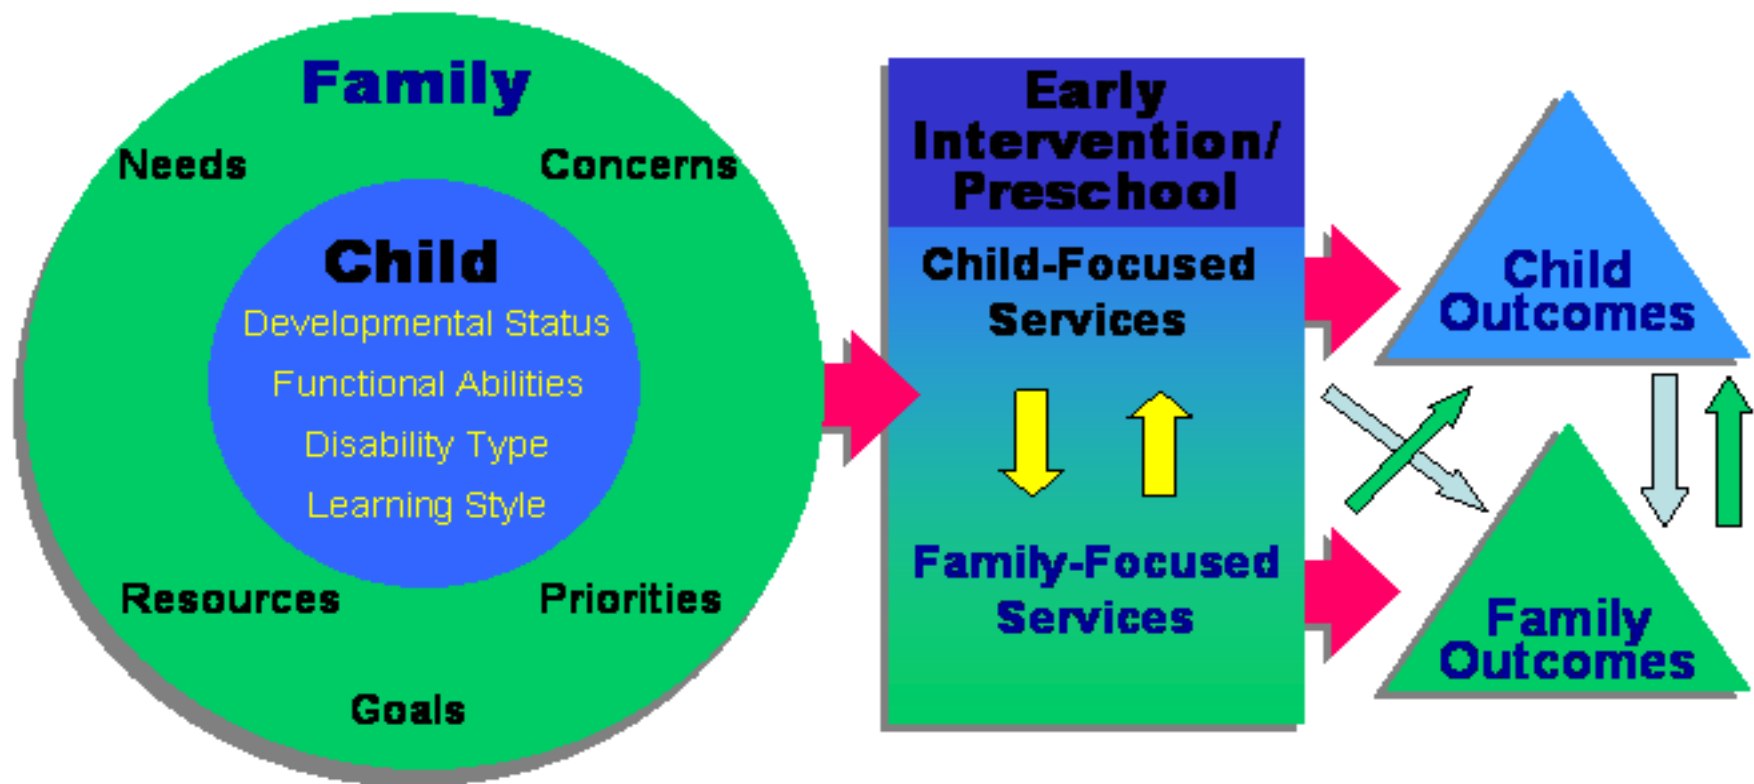 Family
Needs
Concerns
Child
Developmental Status
Functional Abilities
Disability Type
Learning Style
Resources
Priorities
Goals
Early
Intervention/
Preschool
Child-Focused
Services
Family-Focused
Services
Child
Outcomes
Family
Outcomes